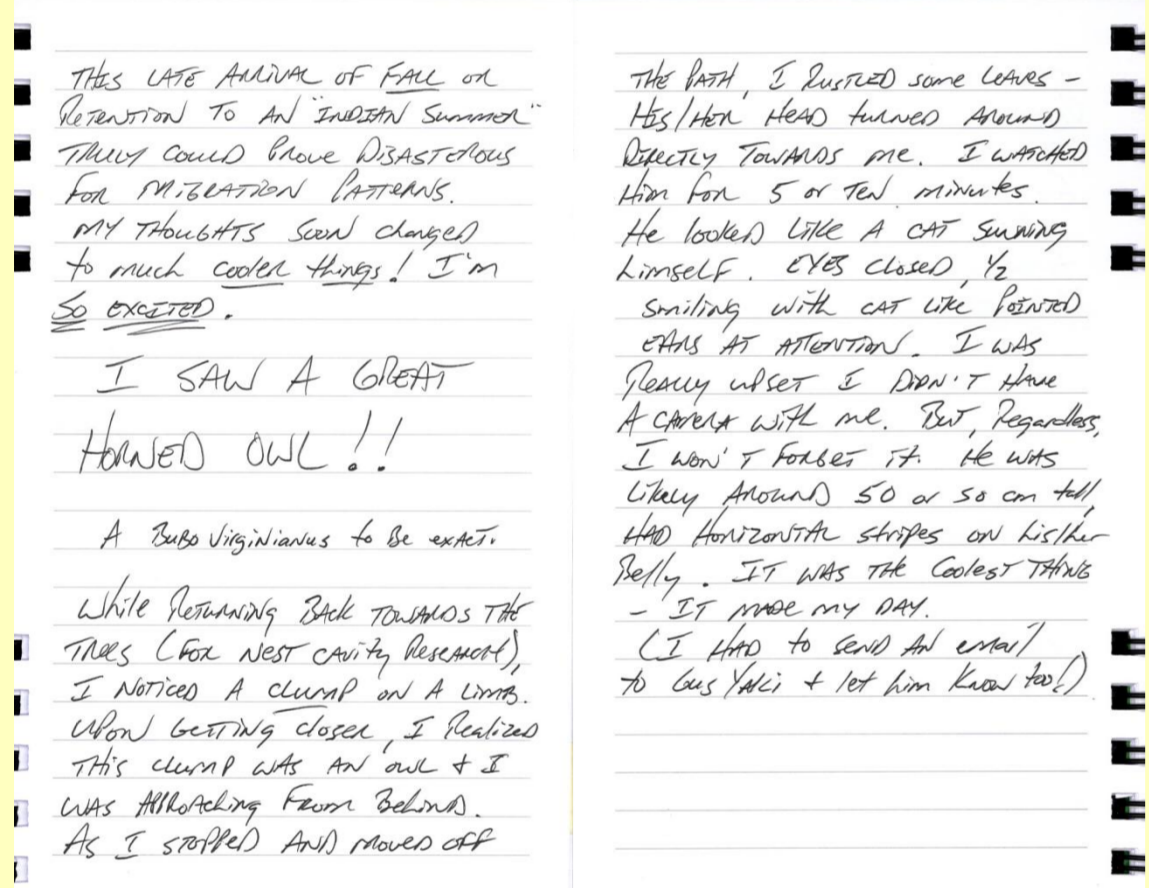 THIS LATE ARRIVAL OF FALL OR
RETENTION TO AN "INDIAN SUMMER"
TRULY COULD PROVE DISASTEROUS
FOR MIGRATION PATTERNS.
MY THOUGHTS SOON changed
to much cooler things! I'm
SO EXCITED.
I SAW A GREAT
HORNED OWL!!
A Bubo Virginianus to Be exact.
While Returning BACK TOWARDS THE
TREES (FOR NEST CAVITY RESEARCH),
I NOTICED A CLUMP ON A LIMB.
UPON GETTING closer, I Realized
THIS clump WAS AN OWL + I
WAS APPROACHING FROM BEHIND.
AS I STOPPED AND MOVED OFF
THE PATH, I RUSTLED some LEAVES -
HIS/HER HEAD turned AROUND
DIRECTLY TOWARDS me. I WATCHED
Him FOR 5 or TEN minutes.
He looked LIKE A CAT SUNNING
himself. EYES closed, 1/2
smiling with CAT LIKE POINTED
EARS AT ATTENTION. I WAS
REALLY UPSET I DIDN'T HAVE
A CAMERA with me. But, Regardless,
I WON'T FORGET it. He WAS
LIKELY AROUND 50 or so cm tall,
HAD HORIZONTAL stripes on his/her
Belly. IT WAS THE COOLEST THING
- IT MADE MY DAY.
(I HAD to SEND AN email
to Gus Yaki + let him Know too!)